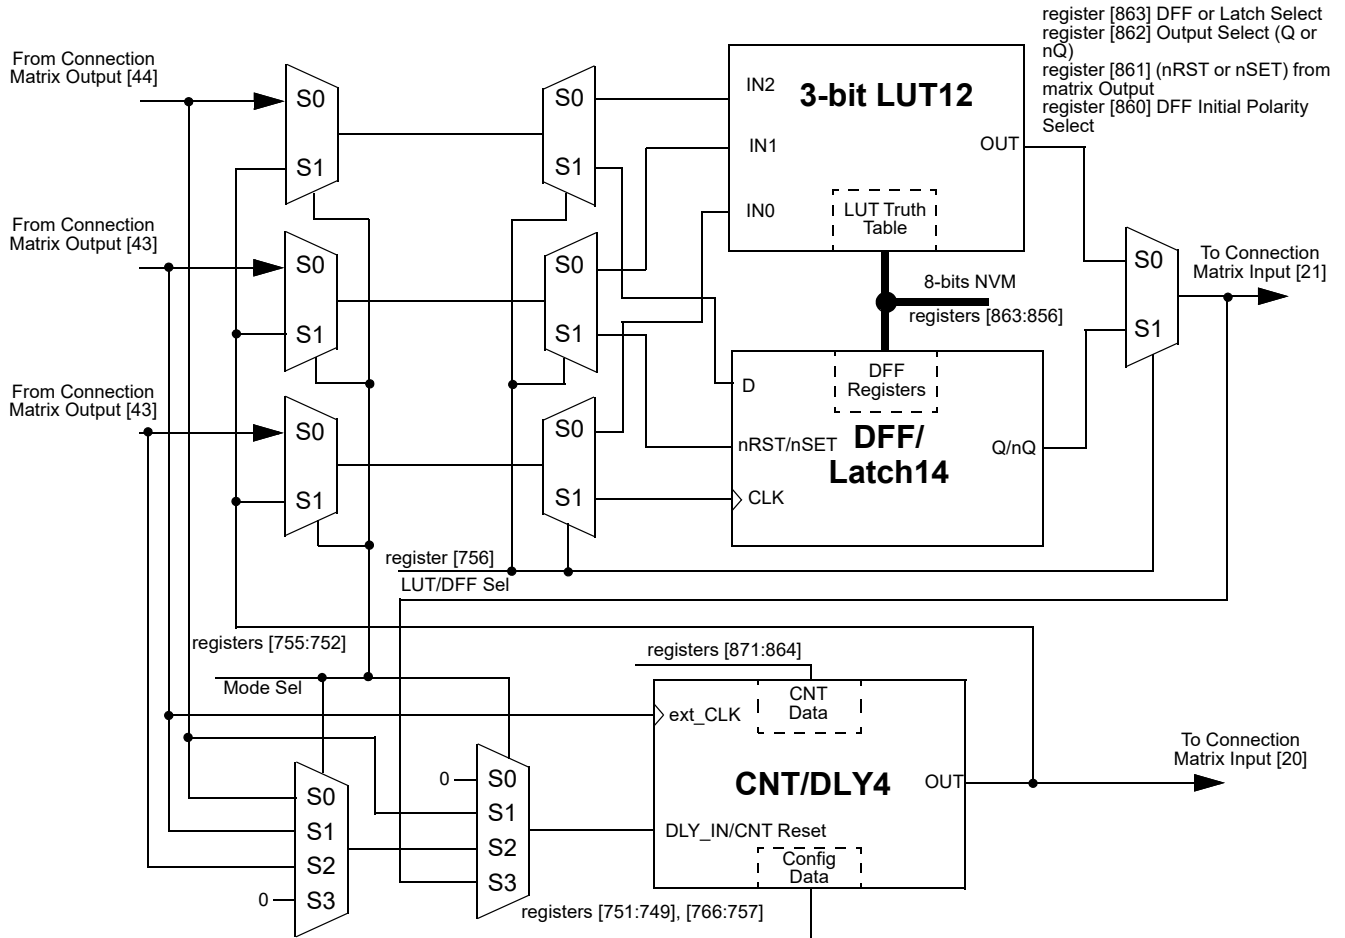 register [863] DFF or Latch Select
register [862] Output Select (Q or
nQ)
register [861] (nRST or nSET) from
matrix Output
register [860] DFF Initial Polarity
Select
From Connection
Matrix Output [44]
S0
S1
S0
S1
IN2
IN1
IN0
3-bit LUT12
OUT
LUT Truth
Table
From Connection
Matrix Output [43]
S0
S1
S0
S1
8-bits NVM
registers [863:856]
S0
S1
To Connection
Matrix Input [21]
From Connection
Matrix Output [43]
S0
S1
S0
S1
D
nRST/nSET
CLK
DFF
Registers
DFF/
Latch14
Q/nQ
register [756]
LUT/DFF Sel
registers [755:752]
Mode Sel
registers [871:864]
CNT
Data
ext_CLK
CNT/DLY4
OUT
DLY_IN/CNT Reset
Config
Data
To Connection
Matrix Input [20]
S0
S1
S2
S3
0
0
S0
S1
S2
S3
registers [751:749], [766:757]